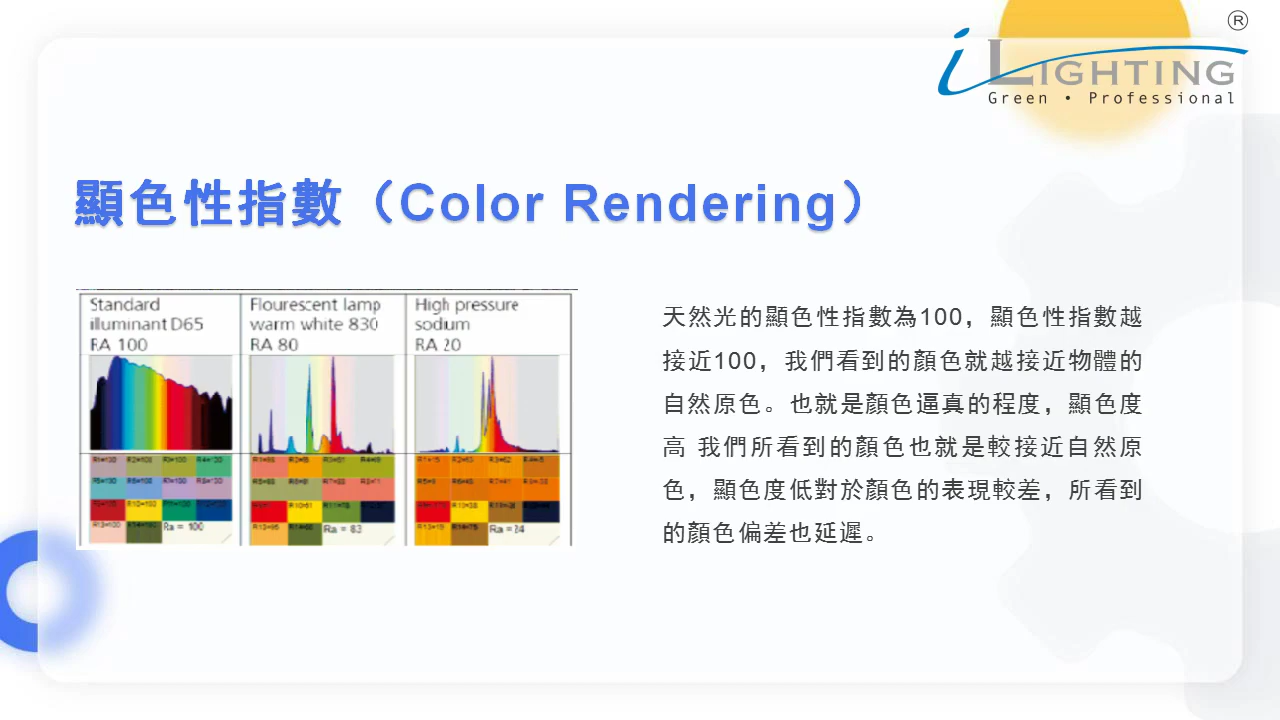 iLIGHTING®
Green • Professional
顯色性指數（Color Rendering）
Standard
illuminant D65
RA 100
Flourescent lamp
warm white 830
RA 80
High pressure
sodium
RA 20
Ra = 100
Ra = 83
Ra = 24
天然光的顯色性指數為100，顯色性指數越
接近100，我們看到的顏色就越接近物體的
自然原色。也就是顏色逼真的程度，顯色度
高 我們所看到的顏色也就是較接近自然原
色，顯色度低對於顏色的表現較差，所看到
的顏色偏差也延遲。